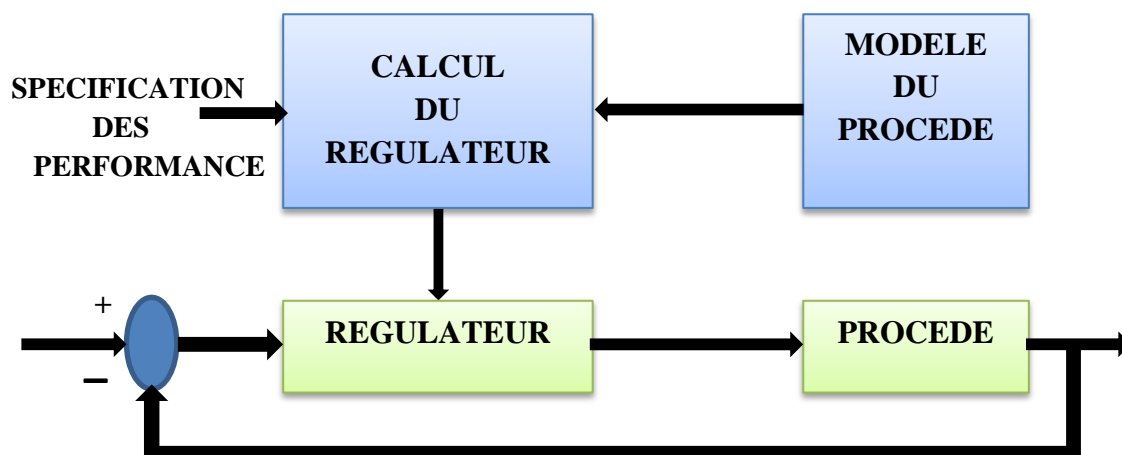 SPECIFICATION
DES
PERFORMANCE
CALCUL
DU
REGULATEUR
MODELE
DU
PROCEDE
+
−
REGULATEUR
PROCEDE